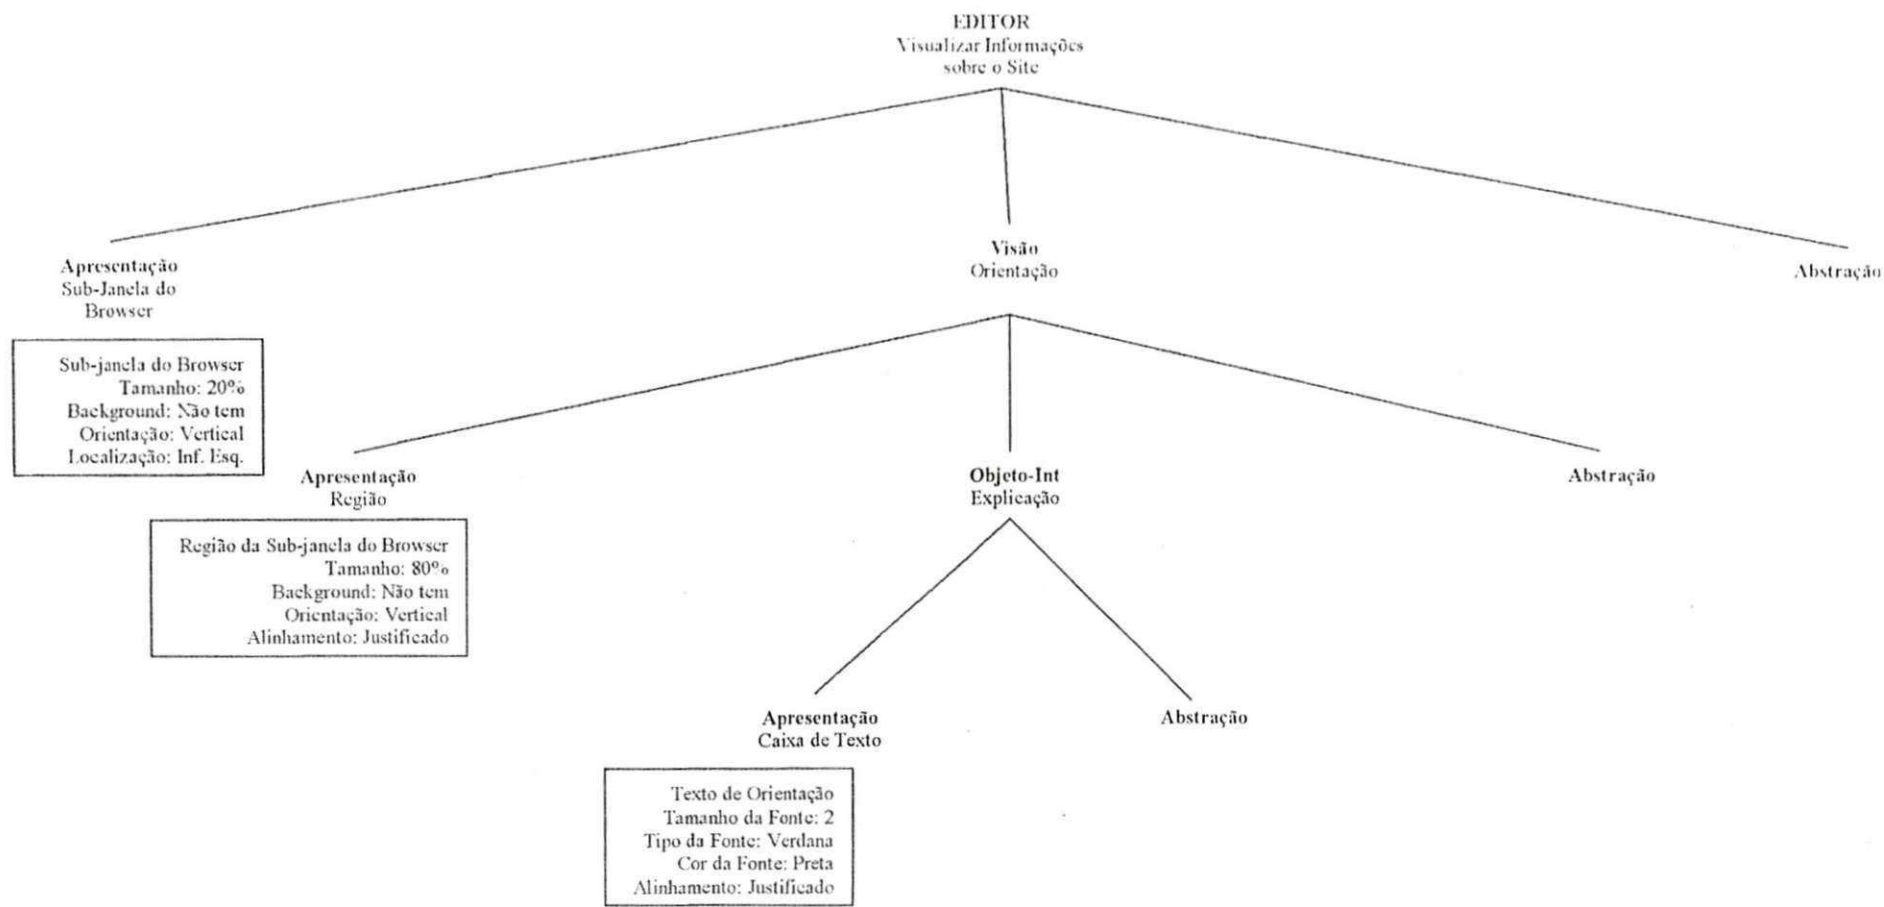 EDITOR
Visualizar Informações
sobre o Site
Apresentação
Sub-Janela do
Browser
Visão
Orientação
Abstração
Sub-janela do Browser
Tamanho: 20%
Background: Não tem
Orientação: Vertical
Localização: Inf. Esq.
Apresentação
Região
Objeto-Int
Explicação
Abstração
Região da Sub-janela do Browser
Tamanho: 80%
Background: Não tem
Orientação: Vertical
Alinhamento: Justificado
Apresentação
Caixa de Texto
Abstração
Texto de Orientação
Tamanho da Fonte: 2
Tipo da Fonte: Verdana
Cor da Fonte: Preta
Alinhamento: Justificado